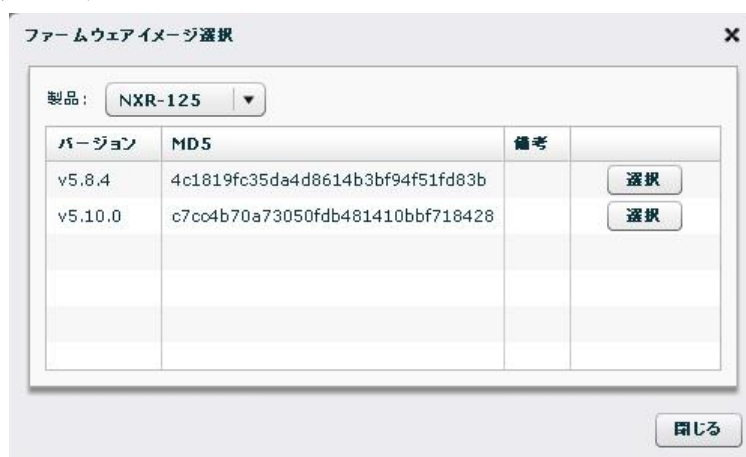 ファームウェアイメージ選択
製品: NXR-125
バージョン MD5 備考
v5.8.4 4c1819fc35da4d8614b3bf94f51fd83b 選択
v5.10.0 c7cc4b70a73050fdb481410bbf718428 選択
閉じる